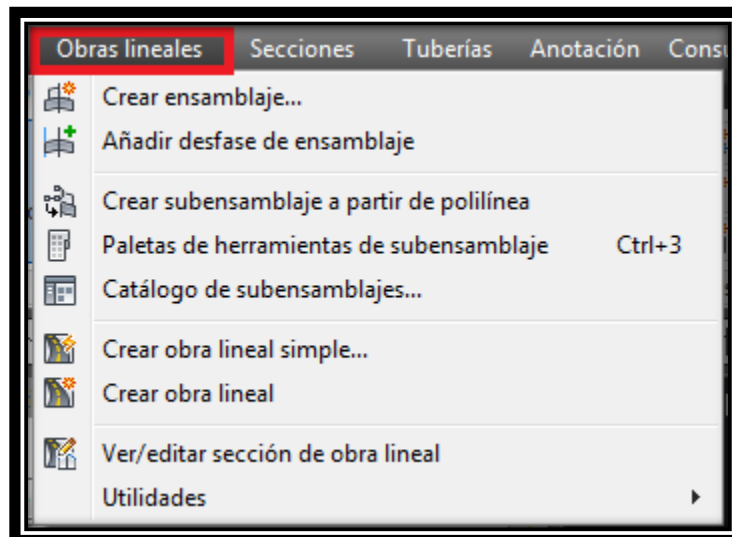 Obras lineales Secciones Tuberías Anotación
Crear ensamblaje...
Añadir desfase de ensamblaje
Crear subensamblaje a partir de polilínea
Paletas de herramientas de subensamblaje Ctrl+3
Catálogo de subensamblajes...
Crear obra lineal simple...
Crear obra lineal
Ver/editar sección de obra lineal
Utilidades